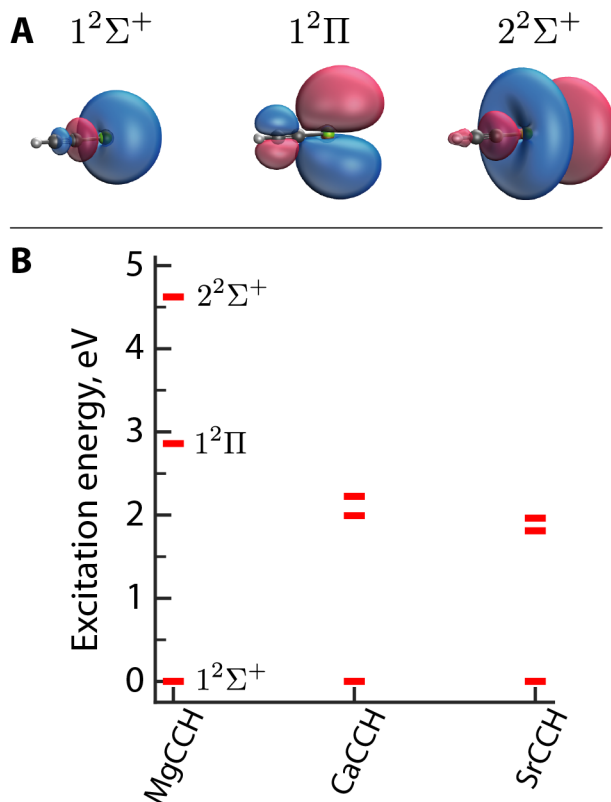 A 1²Σ⁺ 1²Π 2²Σ⁺
B
5
2²Σ⁺
4
3
1²Π
2
1
0
1²Σ⁺
Excitation energy, eV
MgCCH CaCCH SrCCH